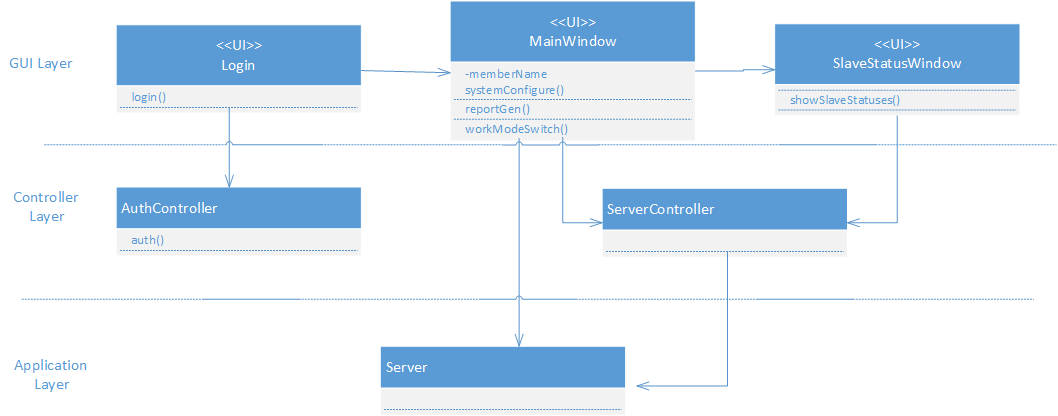 GUI Layer
<<UI>>
Login
login()
<<UI>>
MainWindow
-memberName
systemConfigure()
reportGen()
workModeSwitch()
<<UI>>
SlaveStatusWindow
showSlaveStatuses()
Controller
Layer
AuthController
auth()
ServerController
Application
Layer
Server